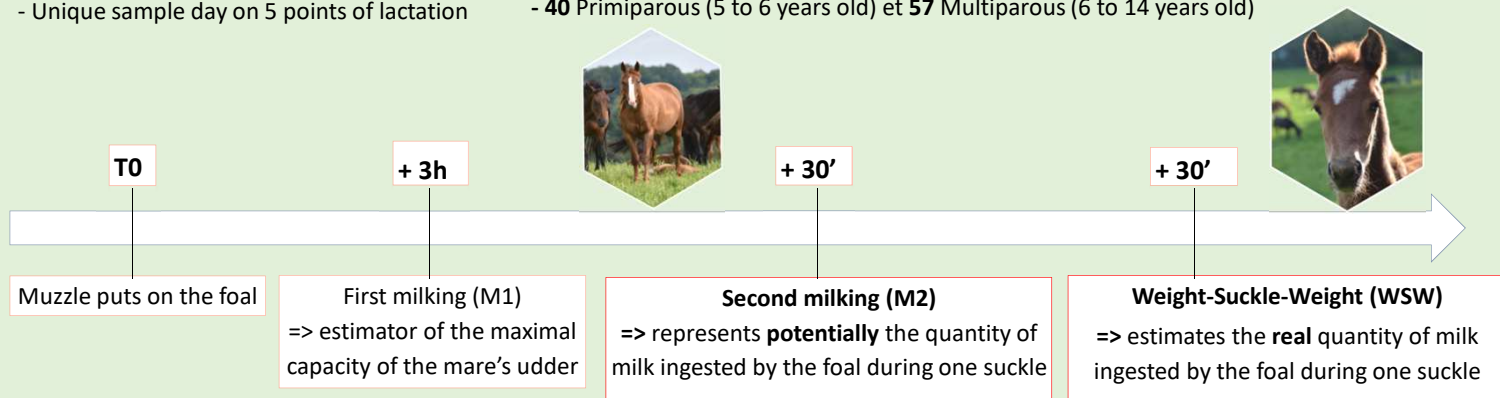 - Unique sample day on 5 points of lactation
- 40 Primiparous (5 to 6 years old) et 57 Multiparous (6 to 14 years old)
T0
+ 3h
+ 30’
+ 30’
Muzzle puts on the foal
First milking (M1)
=> estimator of the maximal
capacity of the mare’s udder
Second milking (M2)
=> represents potentially the quantity of
milk ingested by the foal during one suckle
Weight-Suckle-Weight (WSW)
=> estimates the real quantity of milk
ingested by the foal during one suckle